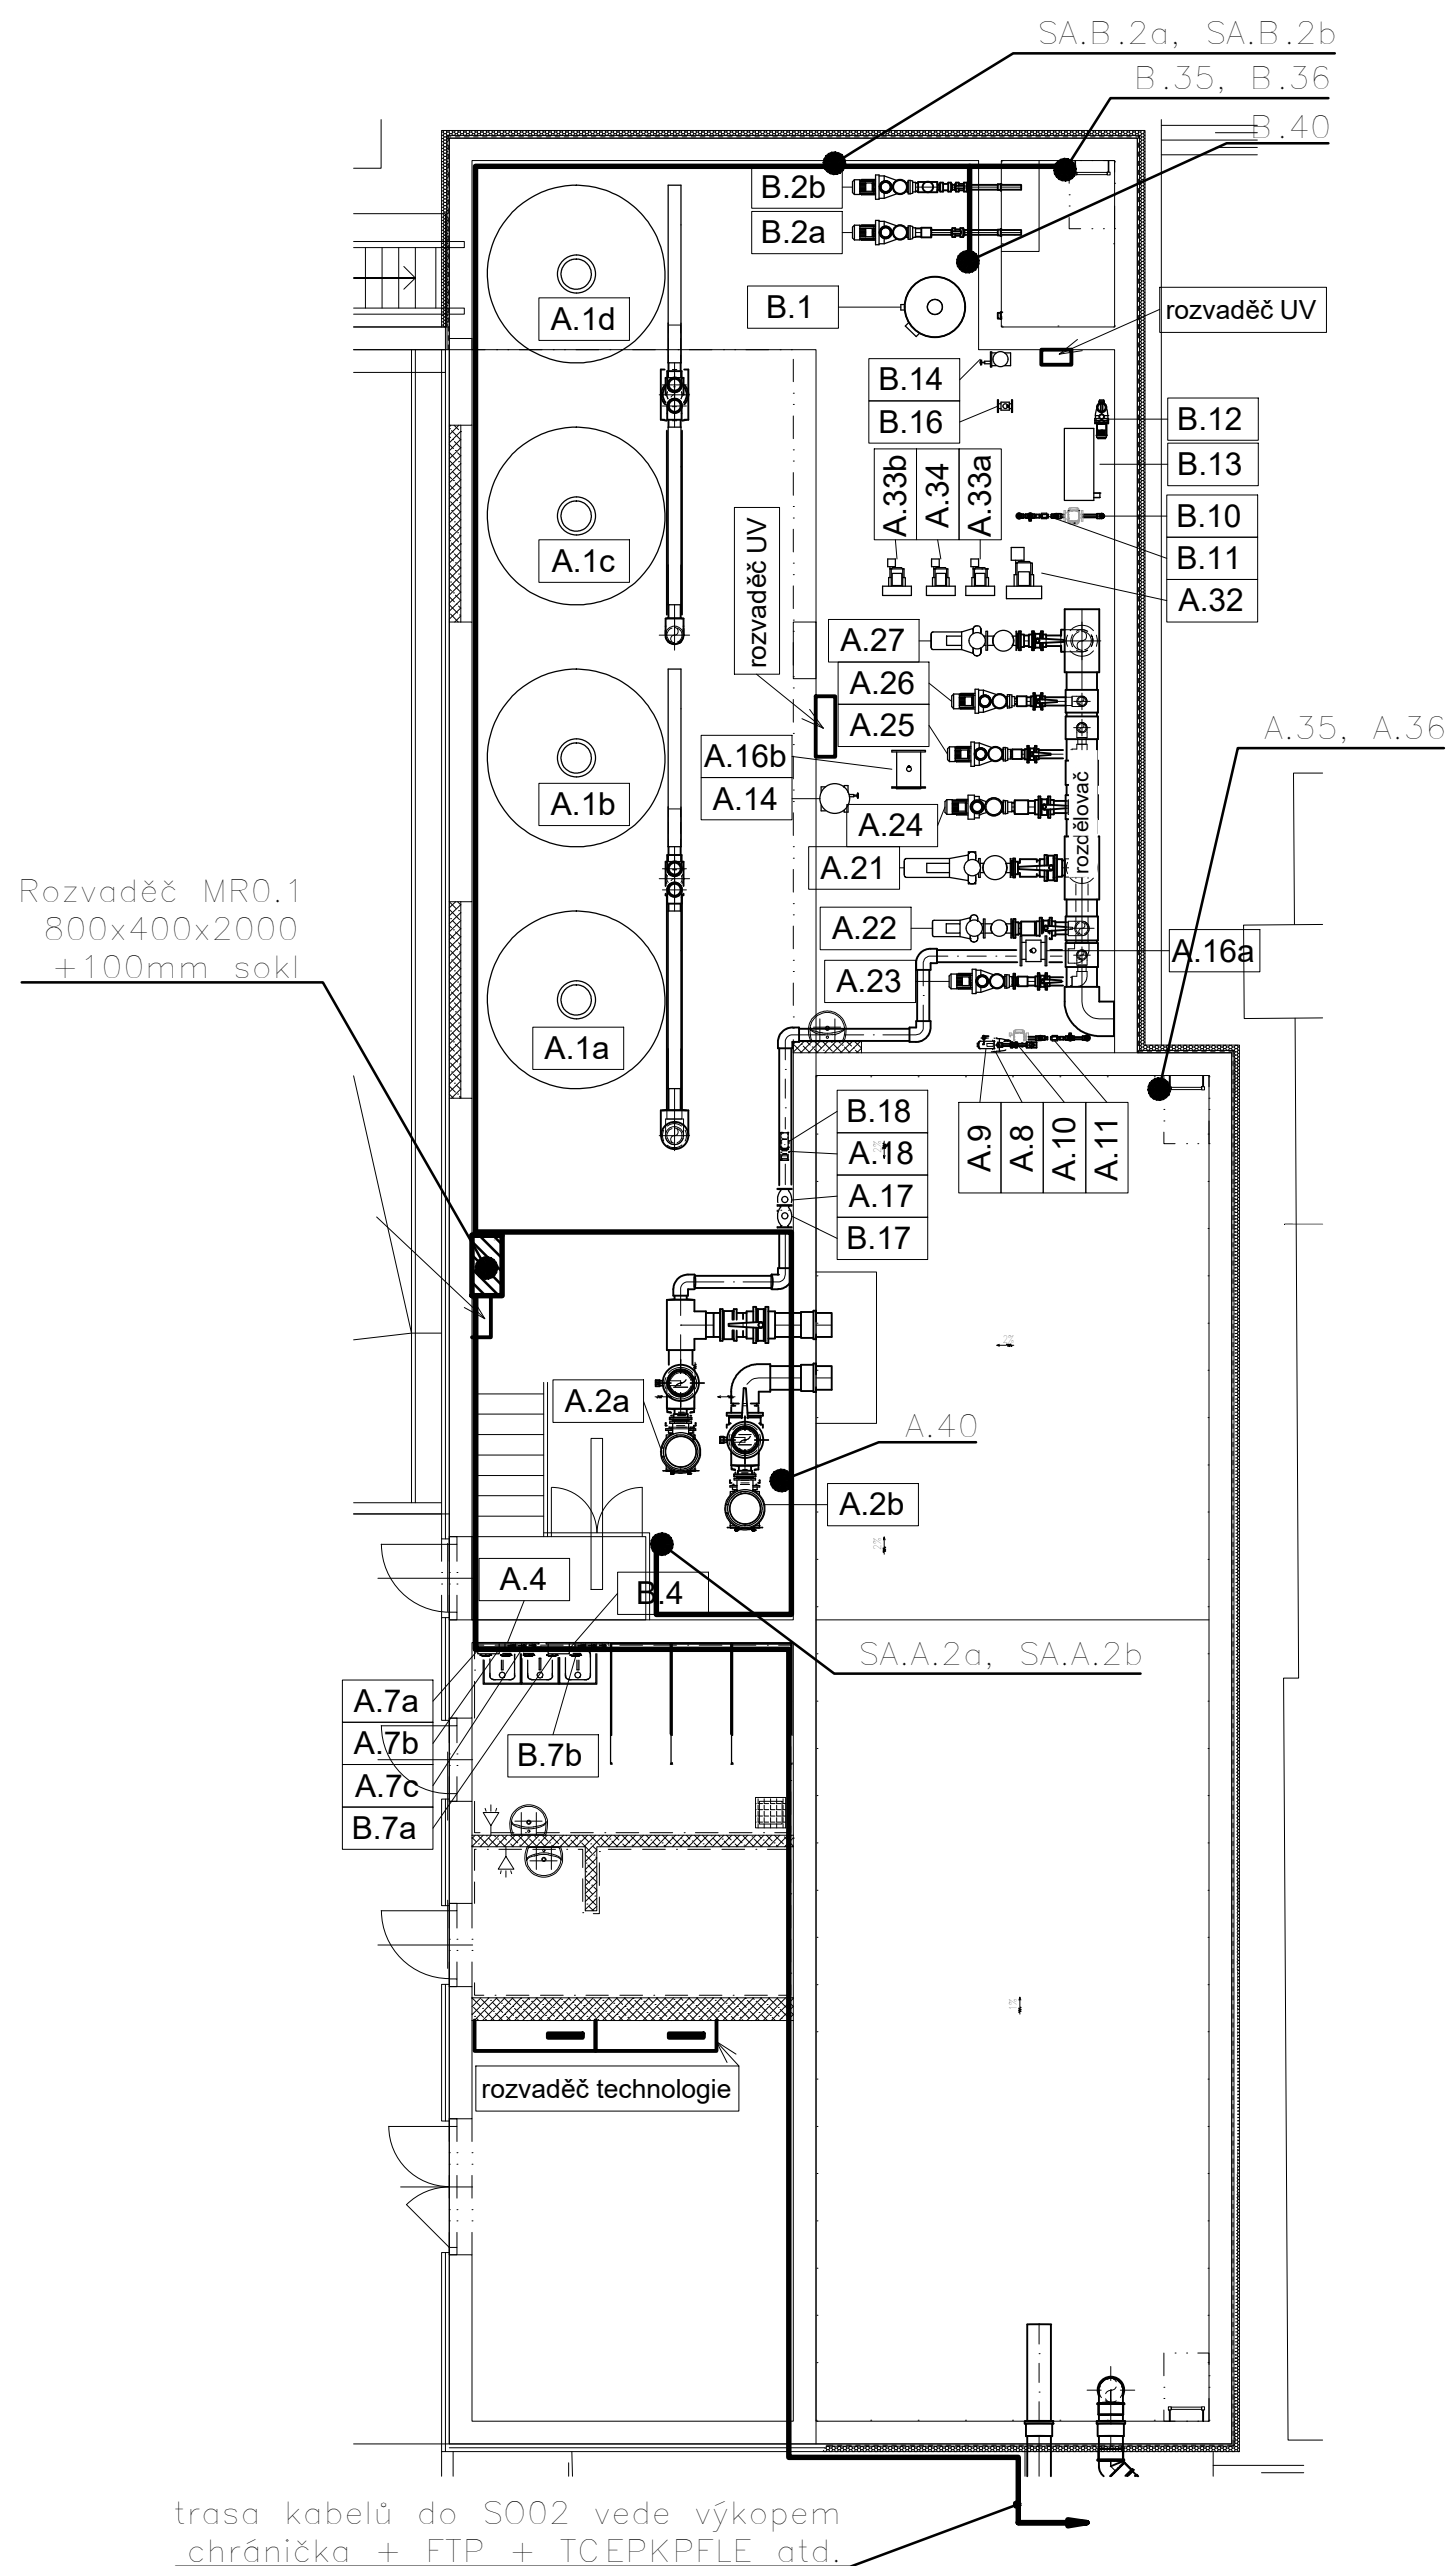 SA.B.2a, SA.B.2b
B.35, B.36
B.40
B.2b
B.2a
B.1
A.1d
rozvaděč UV
B.14
B.16
B.12
B.13
A.33b
A.34
A.33a
B.10
B.11
A.32
A.1c
rozvaděč UV
A.27
A.26
A.25
A.35, A.36
A.16b
A.14
A.1b
A.24
rozdělovač
A.21
Rozvaděč MR0.1
800x400x2000
+100mm sokl
A.22
A.16a
A.23
A.1a
B.18
A.18
A.17
B.17
2%
A.9
A.8
A.10
A.11
2%
A.2a
A.40
A.2b
2%
A.4
B.4
SA.A.2a, SA.A.2b
A.7a
A.7b
A.7c
B.7a
B.7b
1%
rozvaděč technologie
trasa kabelů do SO02 vede výkopem
chránička + FTP + TCEPKPFLE atd.